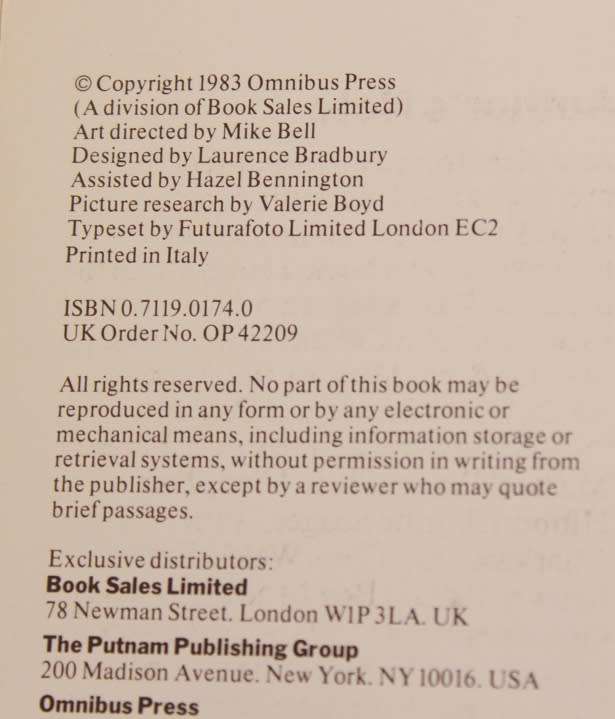 © Copyright 1983 Omnibus Press
(A division of Book Sales Limited)
Art directed by Mike Bell
Designed by Laurence Bradbury
Assisted by Hazel Bennington
Picture research by Valerie Boyd
Typeset by Futurafoto Limited London EC2
Printed in Italy
ISBN 0.7119.0174.0
UK Order No. OP 42209
All rights reserved. No part of this book may be
reproduced in any form or by any electronic or
mechanical means, including information storage or
retrieval systems, without permission in writing from
the publisher, except by a reviewer who may quote
brief passages.
Exclusive distributors:
Book Sales Limited
78 Newman Street. London W1P 3LA. UK
The Putnam Publishing Group
200 Madison Avenue. New York. NY 10016. USA
Omnibus Press